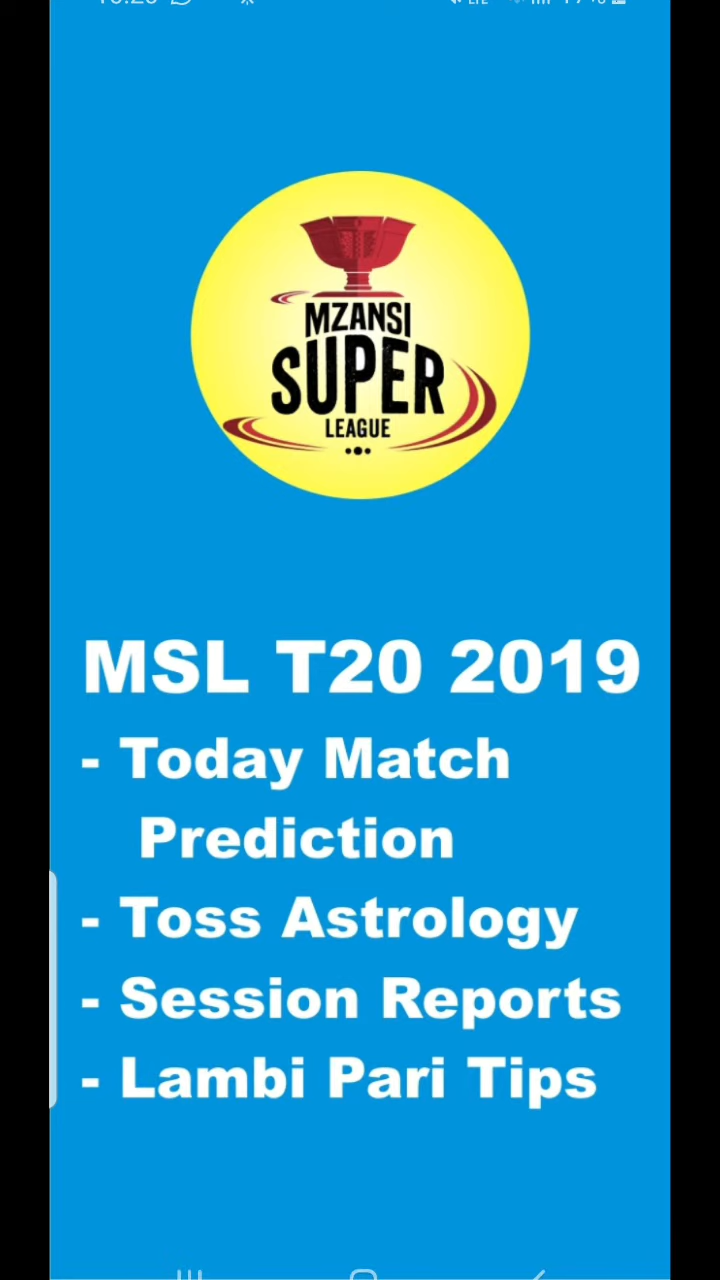 MZANSI
SUPER
LEAGUE
MSL T20 2019
- Today Match
Prediction
- Toss Astrology
- Session Reports
- Lambi Pari Tips